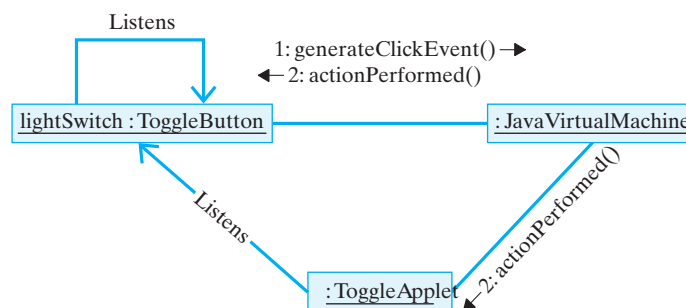 Listens
1: generateClickEvent()
2: actionPerformed()
lightSwitch : ToggleButton
: JavaVirtualMachine
Listens
2: actionPerformed()
: ToggleApplet